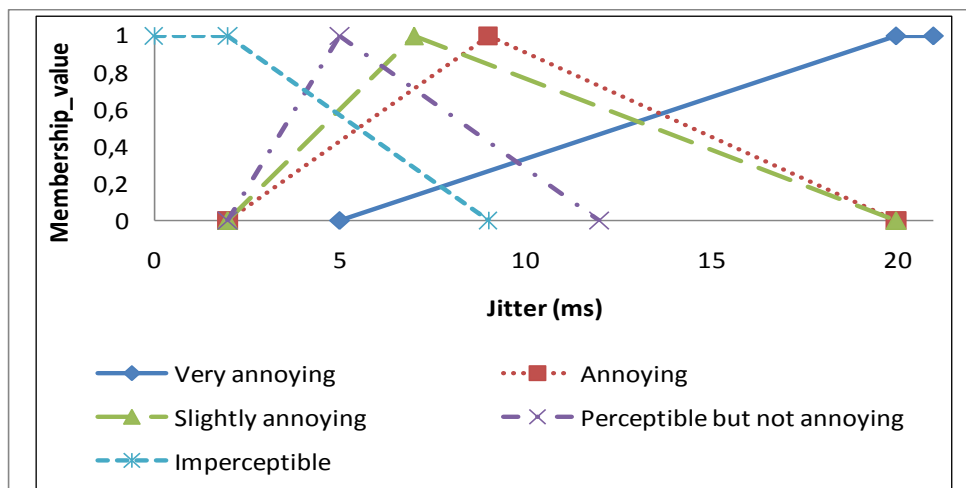 1
0,8
0,6
0,4
0,2
0
Membership_value
0 5 10 15 20
Jitter (ms)
Very annoying Annoying
Slightly annoying Perceptible but not annoying
Imperceptible